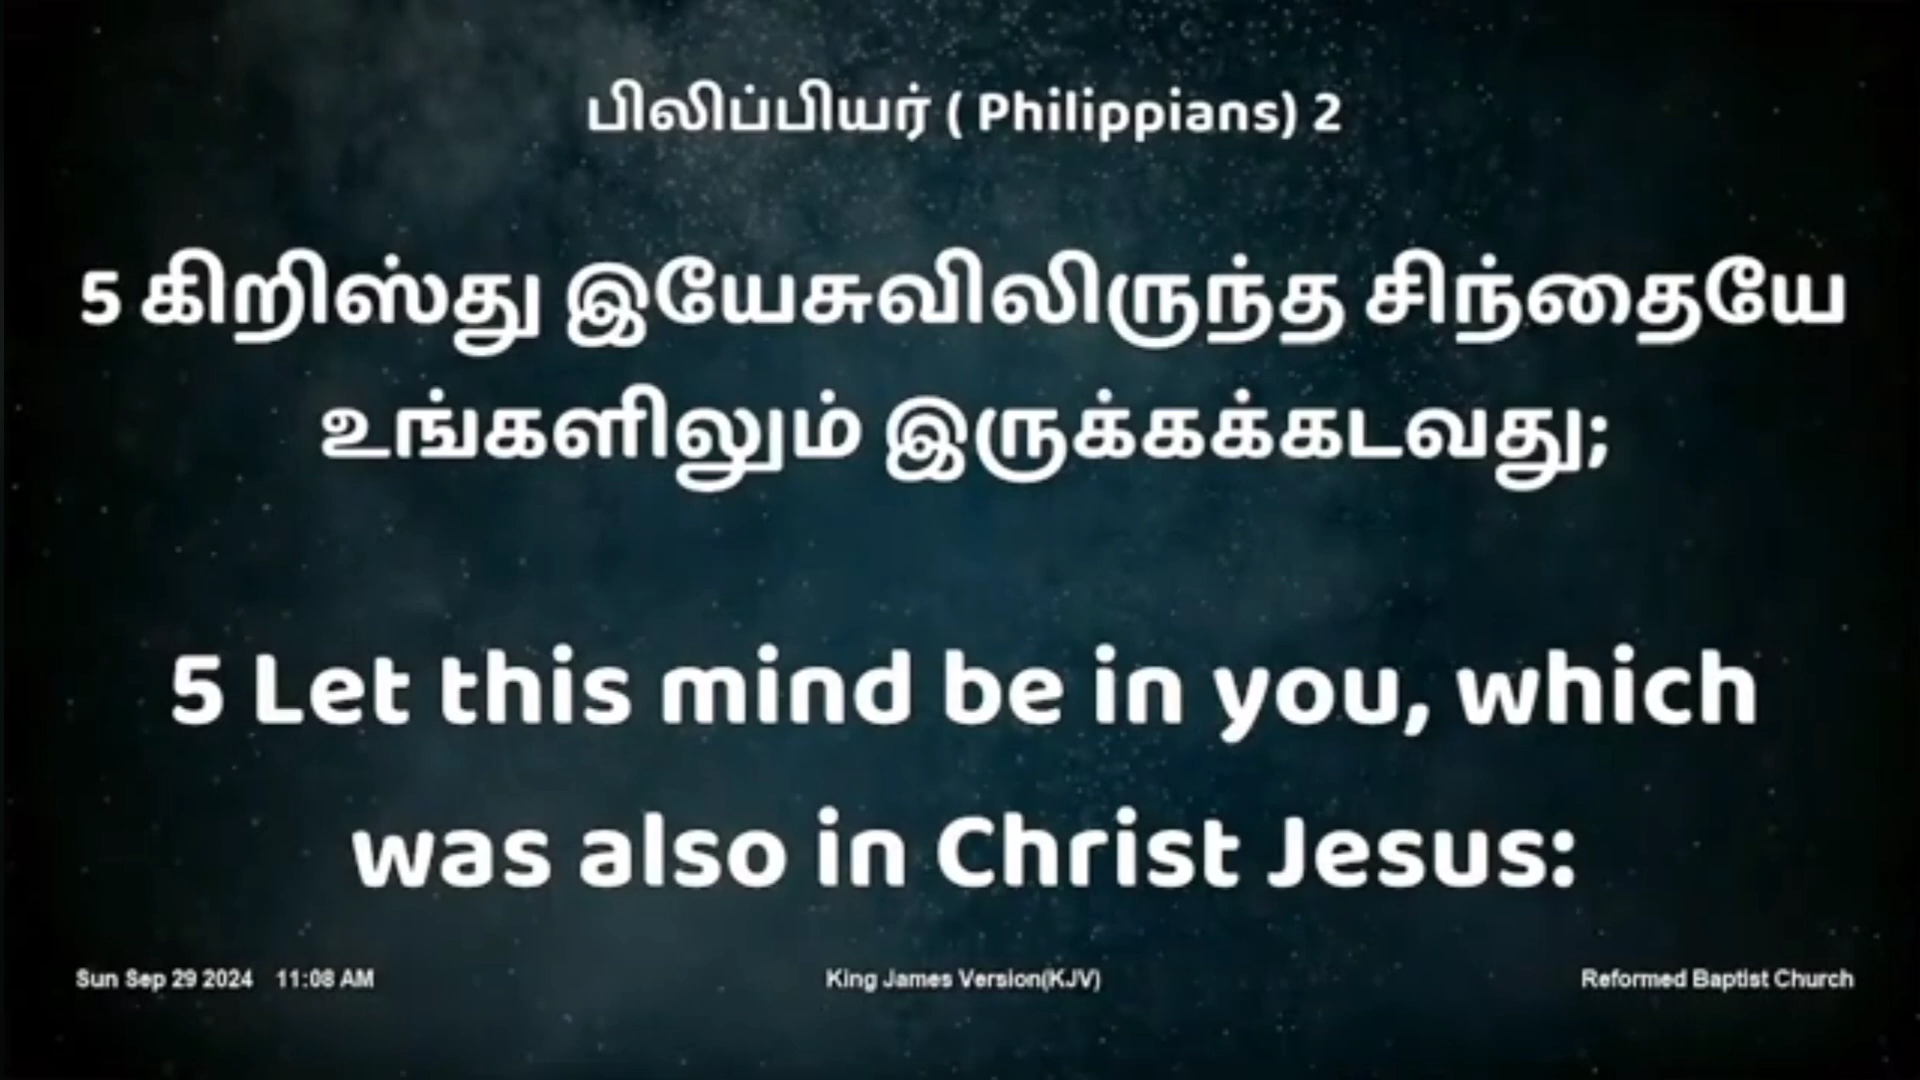 பிலிப்பியர் ( Philippians) 2
5 கிறிஸ்து இயேசுவிலிருந்த சிந்தையே
உங்களிலும் இருக்கக்கடவது;
5 Let this mind be in you, which
was also in Christ Jesus:
Sun Sep 29 2024 11:08 AM King James Version(KJV) Reformed Baptist Church